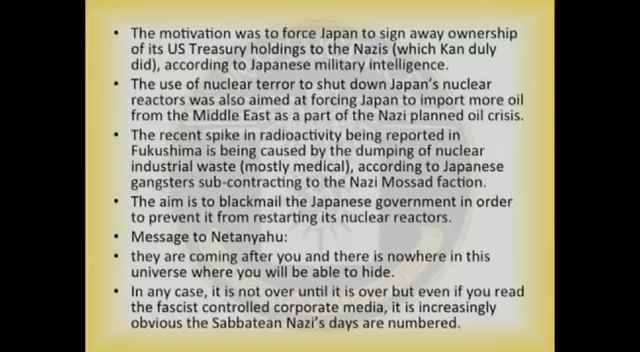 • The motivation was to force Japan to sign away ownership
of its US Treasury holdings to the Nazis (which Kan duly
did), according to Japanese military intelligence.
• The use of nuclear terror to shut down Japan's nuclear
reactors was also aimed at forcing Japan to import more oil
from the Middle East as a part of the Nazi planned oil crisis.
• The recent spike in radioactivity being reported in
Fukushima is being caused by the dumping of nuclear
industrial waste (mostly medical), according to Japanese
gangsters sub-contracting to the Nazi Mossad faction.
• The aim is to blackmail the Japanese government in order
to prevent it from restarting its nuclear reactors.
• Message to Netanyahu:
• they are coming after you and there is nowhere in this
universe where you will be able to hide.
• In any case, it is not over until it is over but even if you read
the fascist controlled corporate media, it is increasingly
obvious the Sabbatean Nazi's days are numbered.